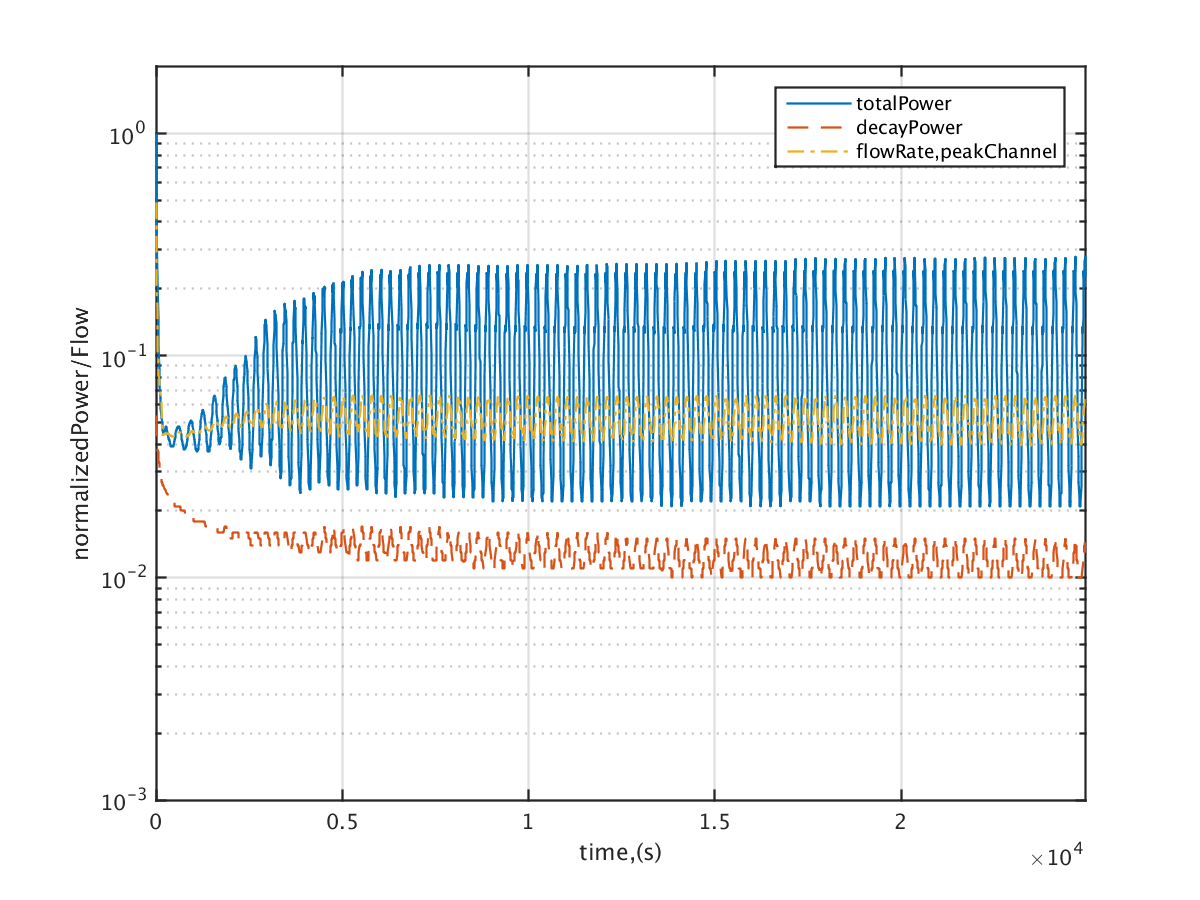 totalPower
decayPower
flowRate,peakChannel
normalizedPower/Flow
10^0
10^-1
10^-2
10^-3
0 0.5 1 1.5 2
time,(s)
×10^4